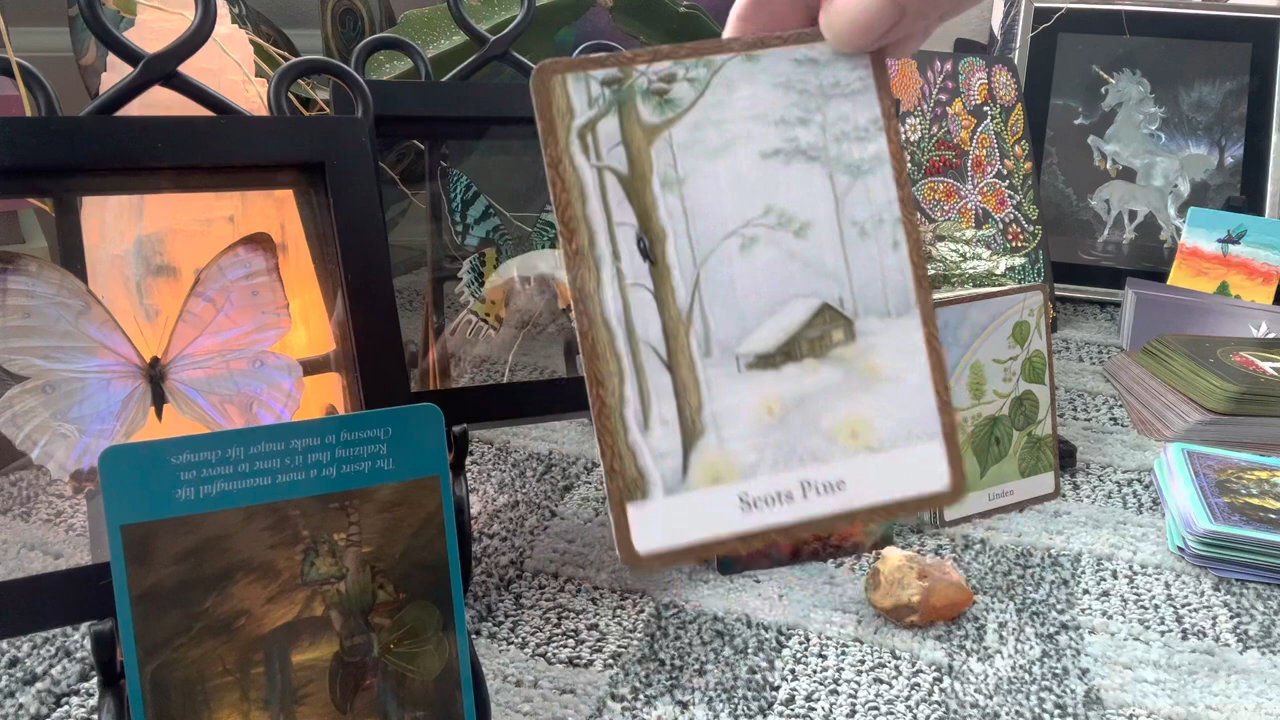 The desire for a more meaningful life.
Realizing that it's time to move on.
Choosing to make major life changes.
Scots Pine
Linden